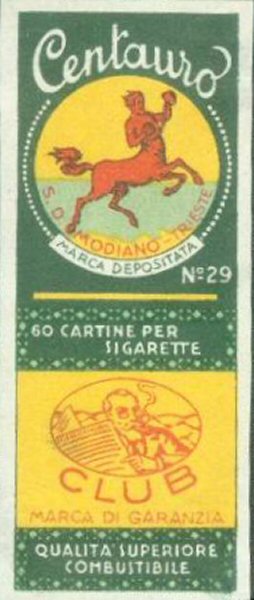 Centauro
S. D. MODIANO - TRIESTE
MARCA DEPOSITATA
Nº 29
60 CARTINE PER
SIGARETTE
CLUB
MARCA DI GARANZIA
QUALITA SUPERIORE
COMBUSTIBILE